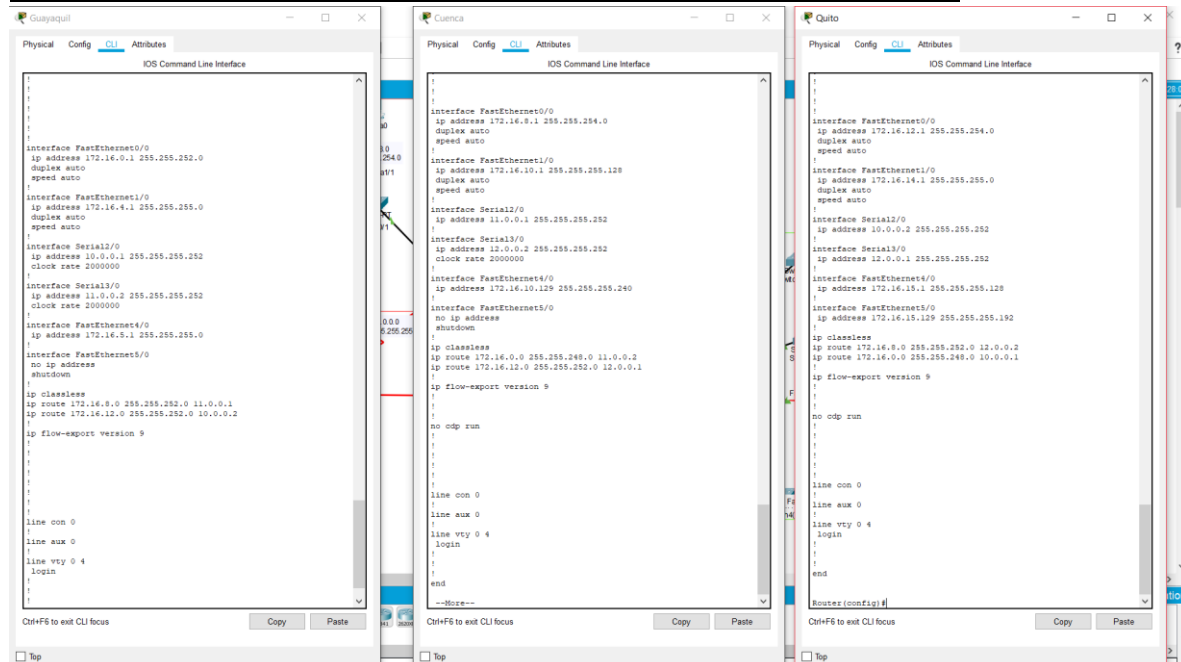 Guayaquil
Physical Config CLI Attributes
IOS Command Line Interface
!
!
!
!
!
!
!
interface FastEthernet0/0
ip address 172.16.0.1 255.255.252.0
duplex auto
speed auto
!
interface FastEthernet1/0
ip address 172.16.4.1 255.255.255.0
duplex auto
speed auto
!
interface Serial2/0
ip address 10.0.0.1 255.255.255.252
clock rate 2000000
!
interface Serial3/0
ip address 11.0.0.2 255.255.255.252
clock rate 2000000
!
interface FastEthernet4/0
ip address 172.16.5.1 255.255.255.0
!
interface FastEthernet5/0
no ip address
shutdown
!
ip classless
ip route 172.16.8.0 255.255.252.0 11.0.0.1
ip route 172.16.12.0 255.255.252.0 10.0.0.2
!
ip flow-export version 9
!
!
!
!
!
!
!
!
line con 0
!
line aux 0
!
line vty 0 4
login
!
!
!
Ctrl+F6 to exit CLI focus
Copy Paste
Top
Cuenca
Physical Config CLI Attributes
IOS Command Line Interface
!
!
!
interface FastEthernet0/0
ip address 172.16.8.1 255.255.254.0
duplex auto
speed auto
!
interface FastEthernet1/0
ip address 172.16.10.1 255.255.255.128
duplex auto
speed auto
!
interface Serial2/0
ip address 11.0.0.1 255.255.255.252
!
interface Serial3/0
ip address 12.0.0.2 255.255.255.252
clock rate 2000000
!
interface FastEthernet4/0
ip address 172.16.10.129 255.255.255.240
!
interface FastEthernet5/0
no ip address
shutdown
!
ip classless
ip route 172.16.0.0 255.255.248.0 11.0.0.2
ip route 172.16.12.0 255.255.252.0 12.0.0.1
!
ip flow-export version 9
!
!
!
no cdp run
!
!
!
!
!
!
line con 0
!
line aux 0
!
line vty 0 4
login
!
!
!
end
--More--
Ctrl+F6 to exit CLI focus
Copy Paste
Top
Quito
Physical Config CLI Attributes
IOS Command Line Interface
!
!
!
!
interface FastEthernet0/0
ip address 172.16.12.1 255.255.254.0
duplex auto
speed auto
!
interface FastEthernet1/0
ip address 172.16.14.1 255.255.255.0
duplex auto
speed auto
!
interface Serial2/0
ip address 10.0.0.2 255.255.255.252
!
interface Serial3/0
ip address 12.0.0.1 255.255.255.252
!
interface FastEthernet4/0
ip address 172.16.15.1 255.255.255.128
!
interface FastEthernet5/0
ip address 172.16.15.129 255.255.255.192
!
ip classless
ip route 172.16.8.0 255.255.252.0 12.0.0.2
ip route 172.16.0.0 255.255.248.0 10.0.0.1
!
ip flow-export version 9
!
!
!
no cdp run
!
!
!
!
!
!
line con 0
!
line aux 0
!
line vty 0 4
login
!
!
!
end
Router(config)#
Ctrl+F6 to exit CLI focus
Copy Paste
Top